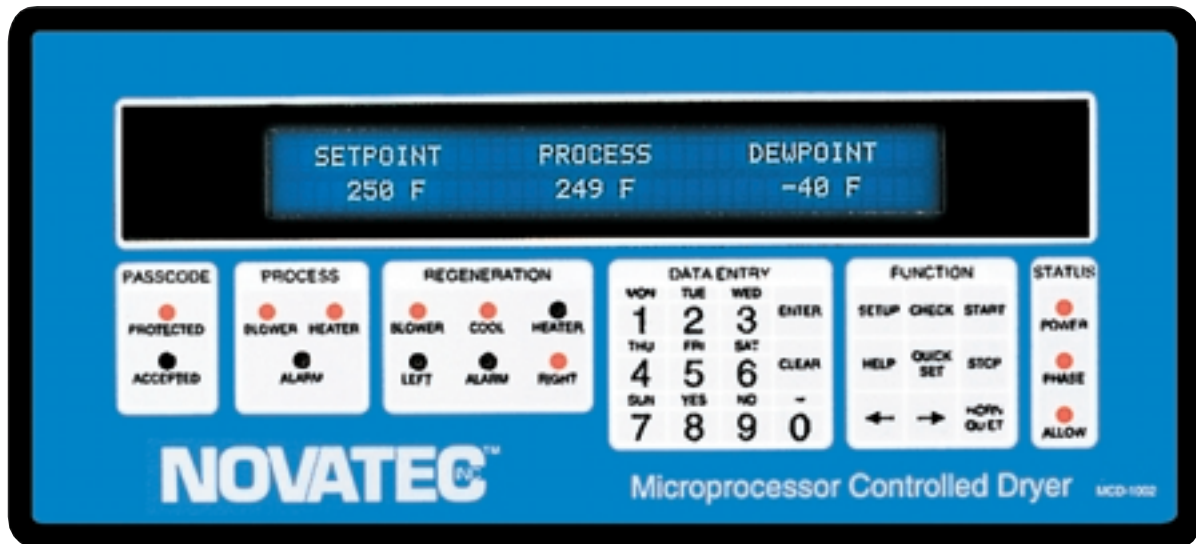 SETPOINT PROCESS DEWPOINT
250 F 249 F -40 F
PASSCODE
PROTECTED
ACCEPTED
PROCESS
BLOWER HEATER
ALARM
REGENERATION
BLOWER COOL HEATER
LEFT ALARM RIGHT
DATA ENTRY
MON TUE WED
1 2 3 ENTER
THU FRI SAT
4 5 6 CLEAR
SUN YES NO
7 8 9 0
FUNCTION
SETUP CHECK START
HELP QUICK SET STOP
← → HORN QUIET
STATUS
POWER
PHASE
ALLOW
NOVATEC INC ™
Microprocessor Controlled Dryer MCD-1002